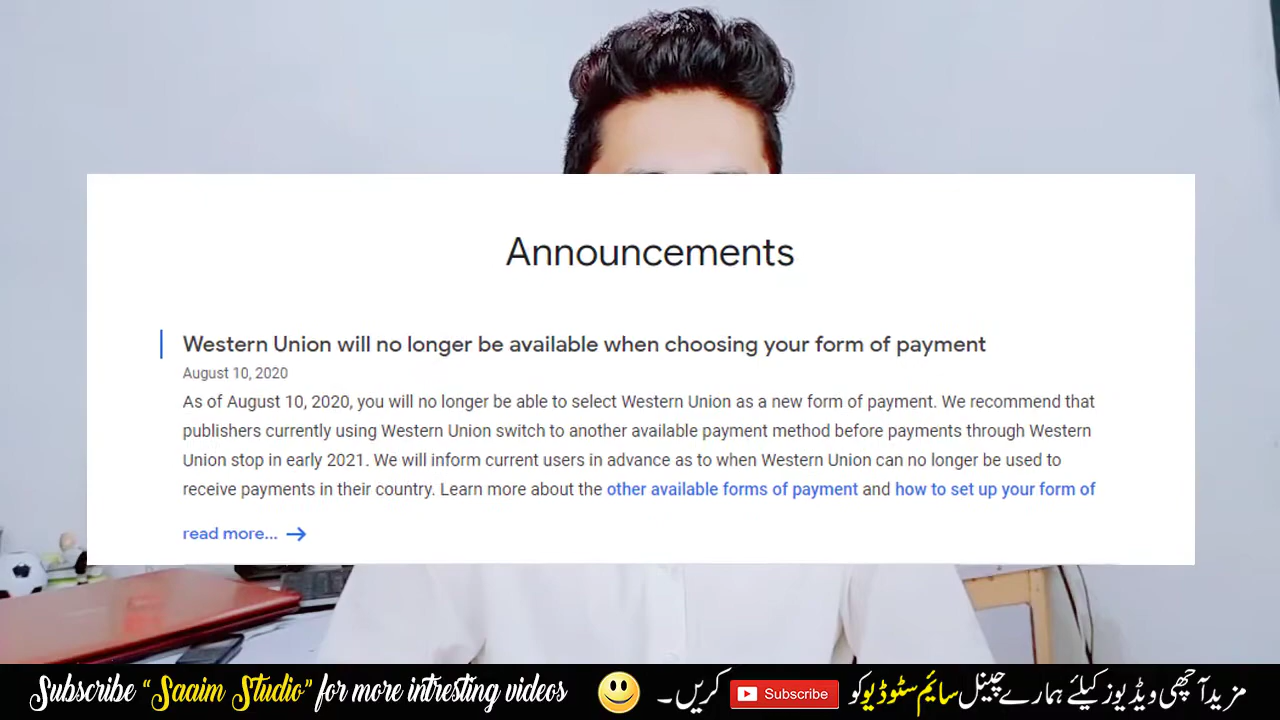 Announcements
Western Union will no longer be available when choosing your form of payment
August 10, 2020
As of August 10, 2020, you will no longer be able to select Western Union as a new form of payment. We recommend that
publishers currently using Western Union switch to another available payment method before payments through Western
Union stop in early 2021. We will inform current users in advance as to when Western Union can no longer be used to
receive payments in their country. Learn more about the other available forms of payment and how to set up your form of
read more...
Subscribe “Saaim Studio” for more intresting videos
مزید اچھی ویڈیوز کیلئے ہمارے چینل سائیم سٹوڈیو کو Subscribe کریں۔